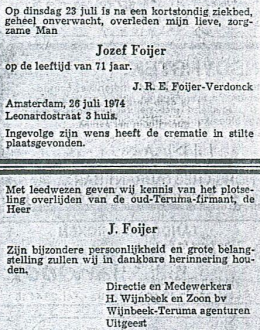 Op dinsdag 23 juli is na een kortstondig ziekbed,
geheel onverwacht, overleden mijn lieve, zorg-
zame Man
Jozef Foijer
op de leeftijd van 71 jaar.
J. R. E. Foijer-Verdonck
Amsterdam, 26 juli 1974
Leonardostraat 3 huis.
Ingevolge zijn wens heeft de crematie in stilte
plaatsgevonden.
Met leedwezen geven wij kennis van het plotse-
ling overlijden van de oud-Teruma-firmant, de
Heer
J. Foijer
Zijn bijzondere persoonlijkheid en grote belang-
stelling zullen wij in dankbare herinnering hou-
den.
Directie en Medewerkers
H. Wijnbeek en Zoon bv
Wijnbeek-Teruma agenturen
Uitgeest